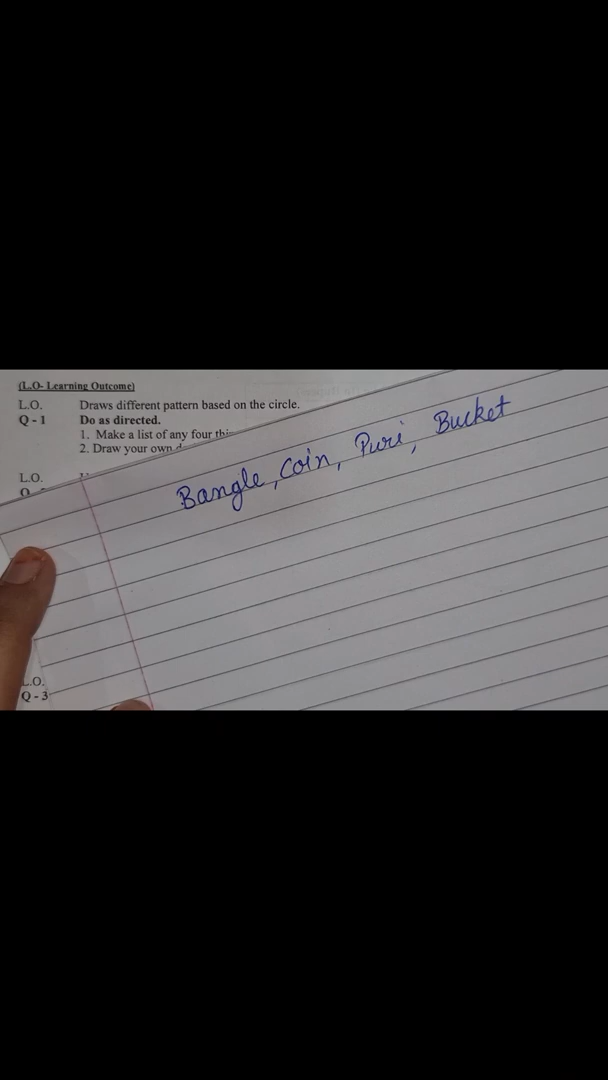 (L.O- Learning Outcome)
L.O. Draws different pattern based on the circle.
Q - 1 Do as directed.
1. Make a list of any four
2. Draw your own
L.O.
Bangle, Coin, Puri, Bucket
L.O.
Q - 3